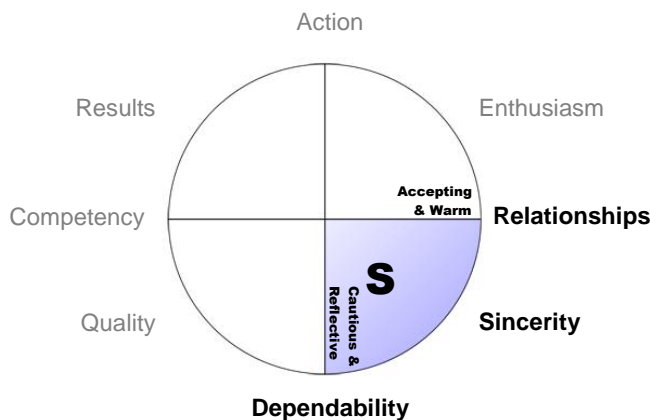 Action
Results
Enthusiasm
Accepting
& Warm
Competency
Relationships
S
Cautious &
Reflective
Quality
Sincerity
Dependability